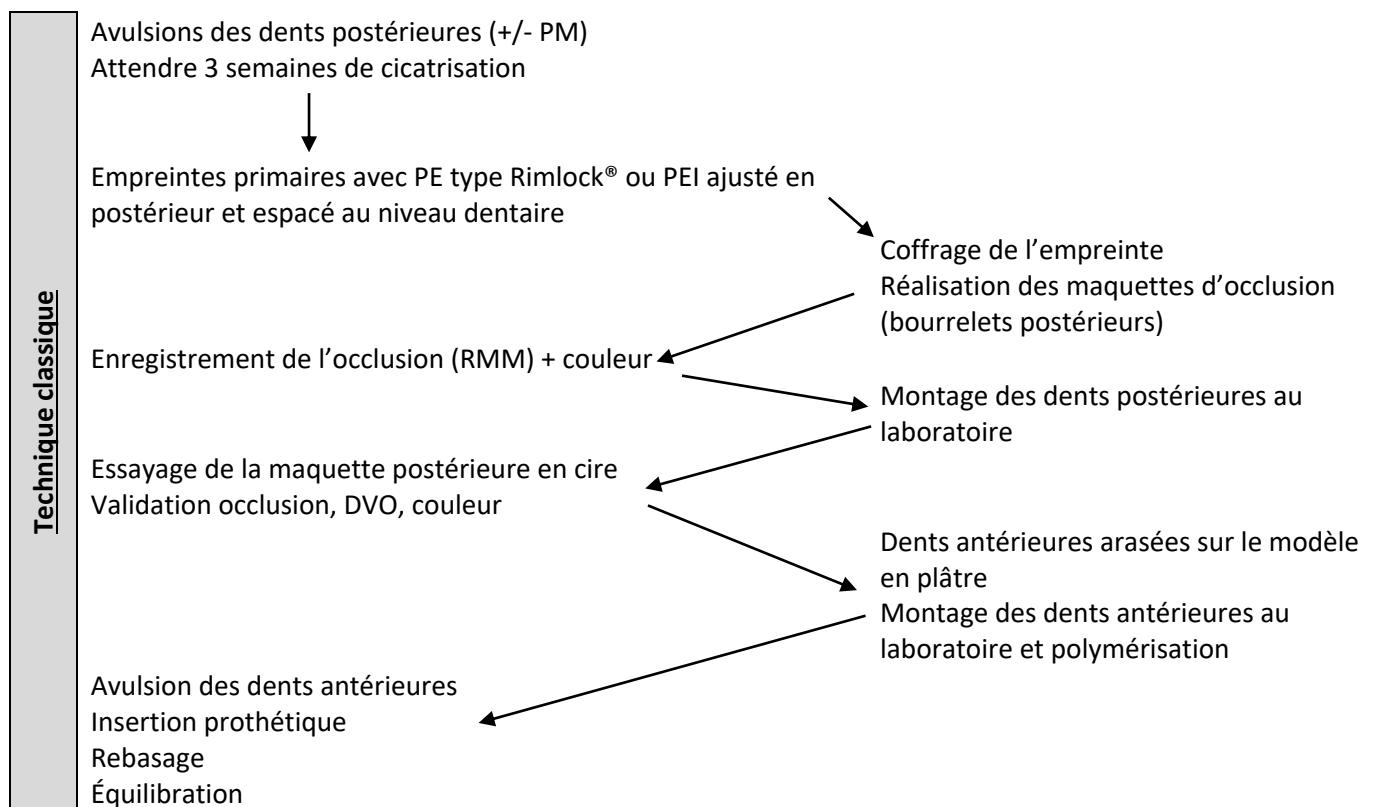 Technique classique
Avulsions des dents postérieures (+/- PM)
Attendre 3 semaines de cicatrisation
Empreintes primaires avec PE type Rimlock® ou PEI ajusté en
postérieur et espacé au niveau dentaire
Coffrage de l’empreinte
Réalisation des maquettes d’occlusion
(bourrelets postérieurs)
Enregistrement de l’occlusion (RMM) + couleur
Montage des dents postérieures au
laboratoire
Essayage de la maquette postérieure en cire
Validation occlusion, DVO, couleur
Dents antérieures arasées sur le modèle
en plâtre
Montage des dents antérieures au
laboratoire et polymérisation
Avulsion des dents antérieures
Insertion prothétique
Rebasage
Équilibration